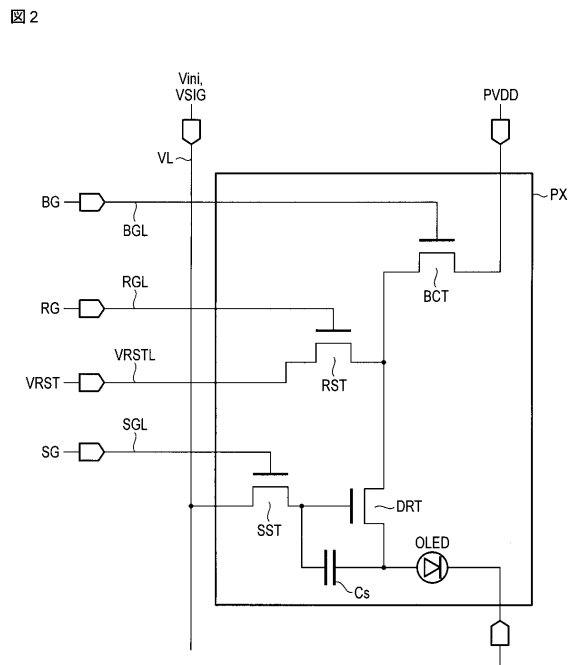 図2
Vini,
VSIG
PVDD
VL
PX
BG
BGL
BCT
RGL
RG
RST
VRSTL
VRST
SGL
SG
SST
DRT
OLED
Cs